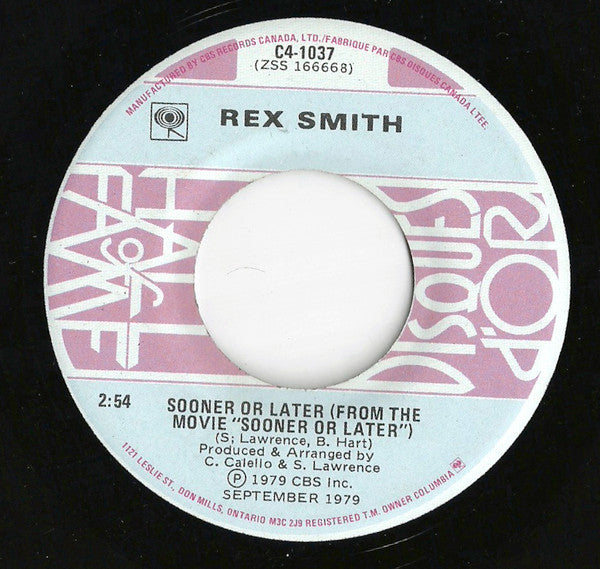 MANUFACTURED BY CBS RECORDS CANADA, LTD./FABRIQUE PAR CBS DISQUES CANADA LTEE.
C4-1037
(ZSS 166668)
REX SMITH
HALL
OF
FAME
DISQUES
D'OR
2:54
SOONER OR LATER (FROM THE
MOVIE "SOONER OR LATER")
(S; Lawrence, B. Hart)
Produced & Arranged by
C. Calello & S. Lawrence
Ⓟ 1979 CBS Inc.
SEPTEMBER 1979
1121 LESLIE ST., DON MILLS, ONTARIO M3C 2J9 REGISTERED T.M. OWNER COLUMBIA